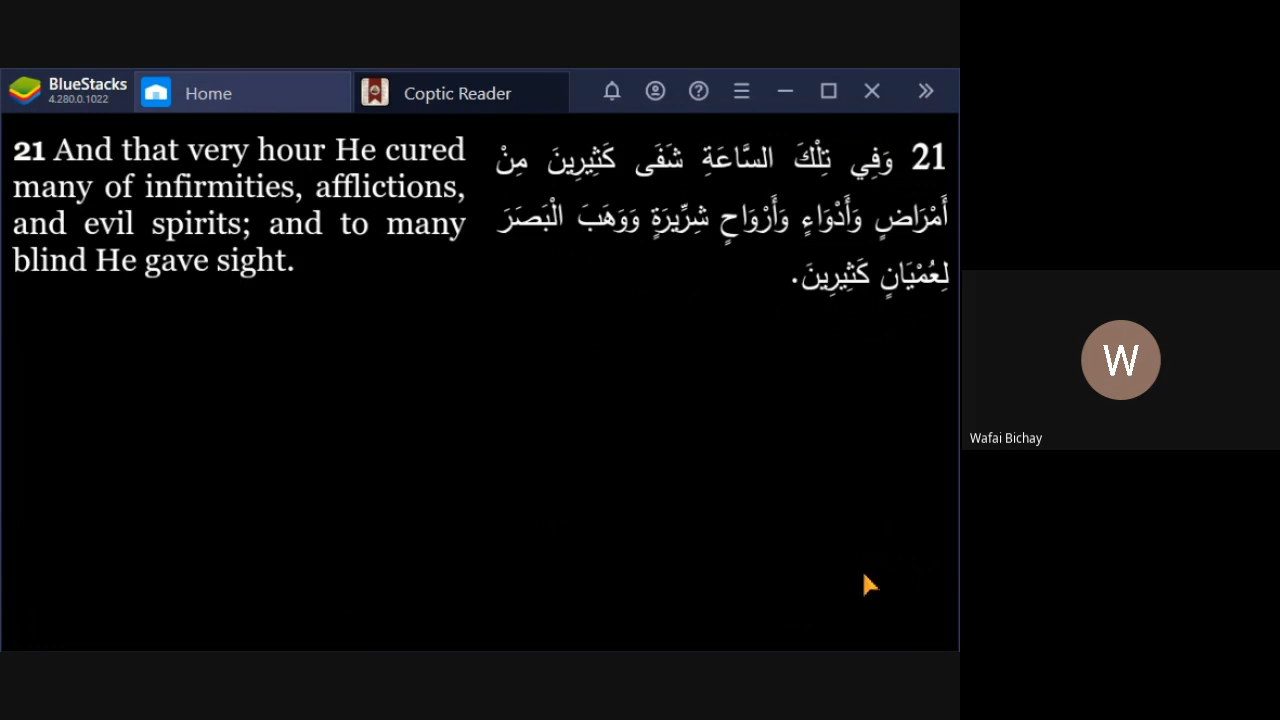 BlueStacks
4.280.0.1022
Home
Coptic Reader
21 And that very hour He cured
many of infirmities, afflictions,
and evil spirits; and to many
blind He gave sight.
21 وَفِي تِلْكَ السَّاعَةِ شَفَى كَثِيرِينَ مِنْ
أَمْرَاضٍ وَأَدْوَاءٍ وَأَرْوَاحٍ شِرِّيرَةٍ وَوَهَبَ الْبَصَرَ
لِعُمْيَانٍ كَثِيرِينَ.
W
Wafai Bichay